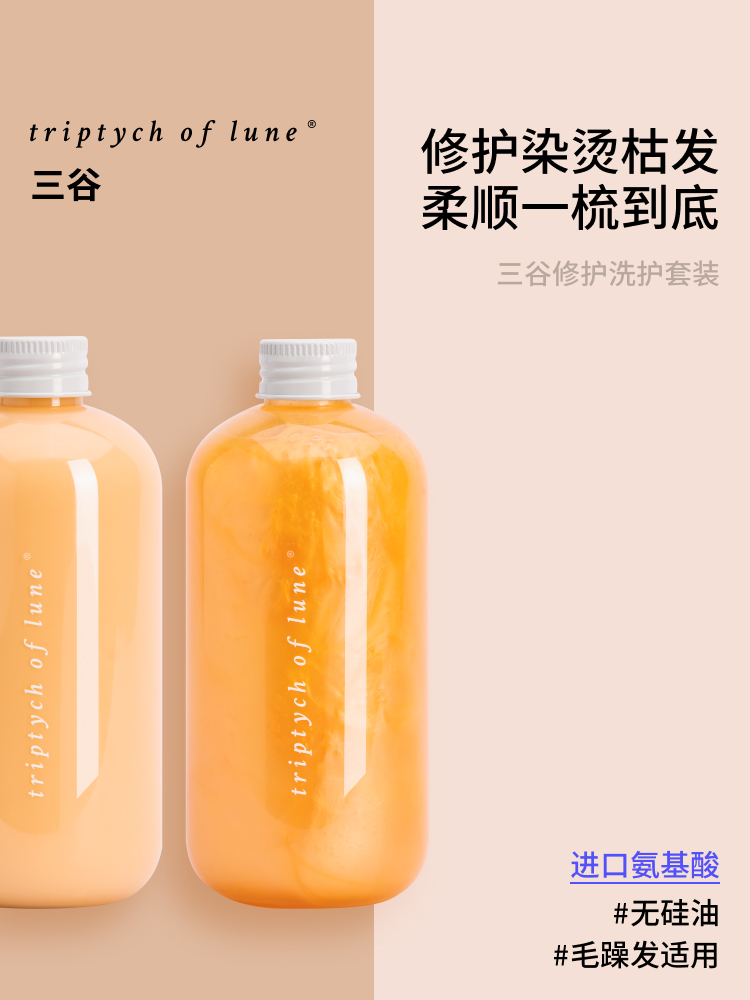 triptych of lune®
三谷
修护染烫枯发
柔顺一梳到底
三谷修护洗护套装
triptych of lune®
triptych of lune®
进口氨基酸
#无硅油
#毛躁发适用